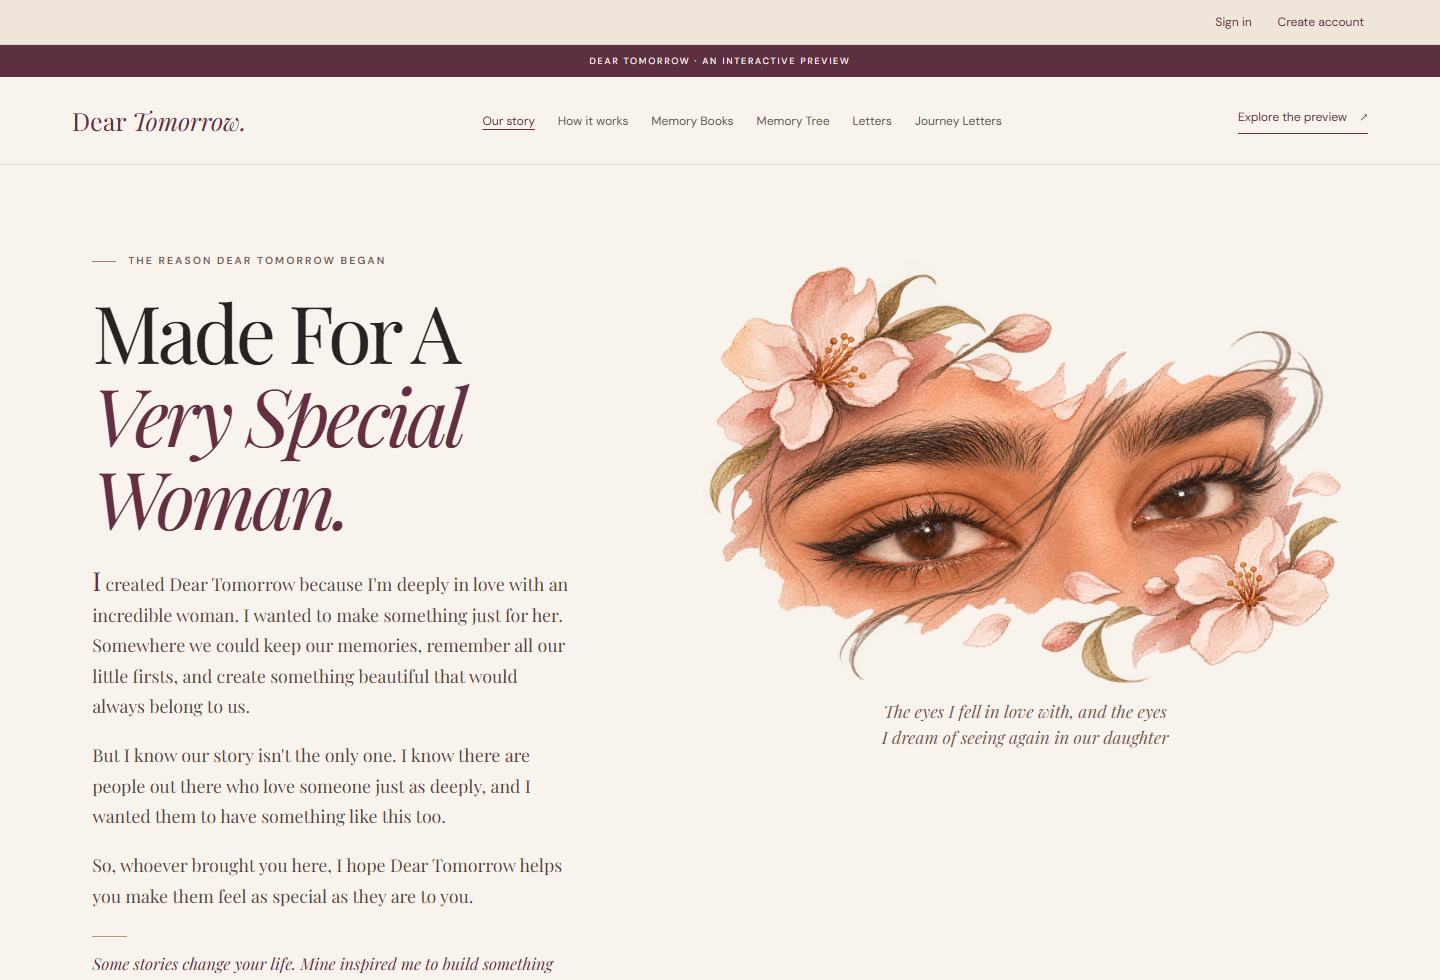 Sign in
Create account
DEAR TOMORROW · AN INTERACTIVE PREVIEW
Dear Tomorrow.
Our story
How it works
Memory Books
Memory Tree
Letters
Journey Letters
Explore the preview ↗
THE REASON DEAR TOMORROW BEGAN
Made For A
Very Special
Woman.
I created Dear Tomorrow because I'm deeply in love with an
incredible woman. I wanted to make something just for her.
Somewhere we could keep our memories, remember all our
little firsts, and create something beautiful that would
always belong to us.
But I know our story isn't the only one. I know there are
people out there who love someone just as deeply, and I
wanted them to have something like this too.
So, whoever brought you here, I hope Dear Tomorrow helps
you make them feel as special as they are to you.
Some stories change your life. Mine inspired me to build something
The eyes I fell in love with, and the eyes
I dream of seeing again in our daughter